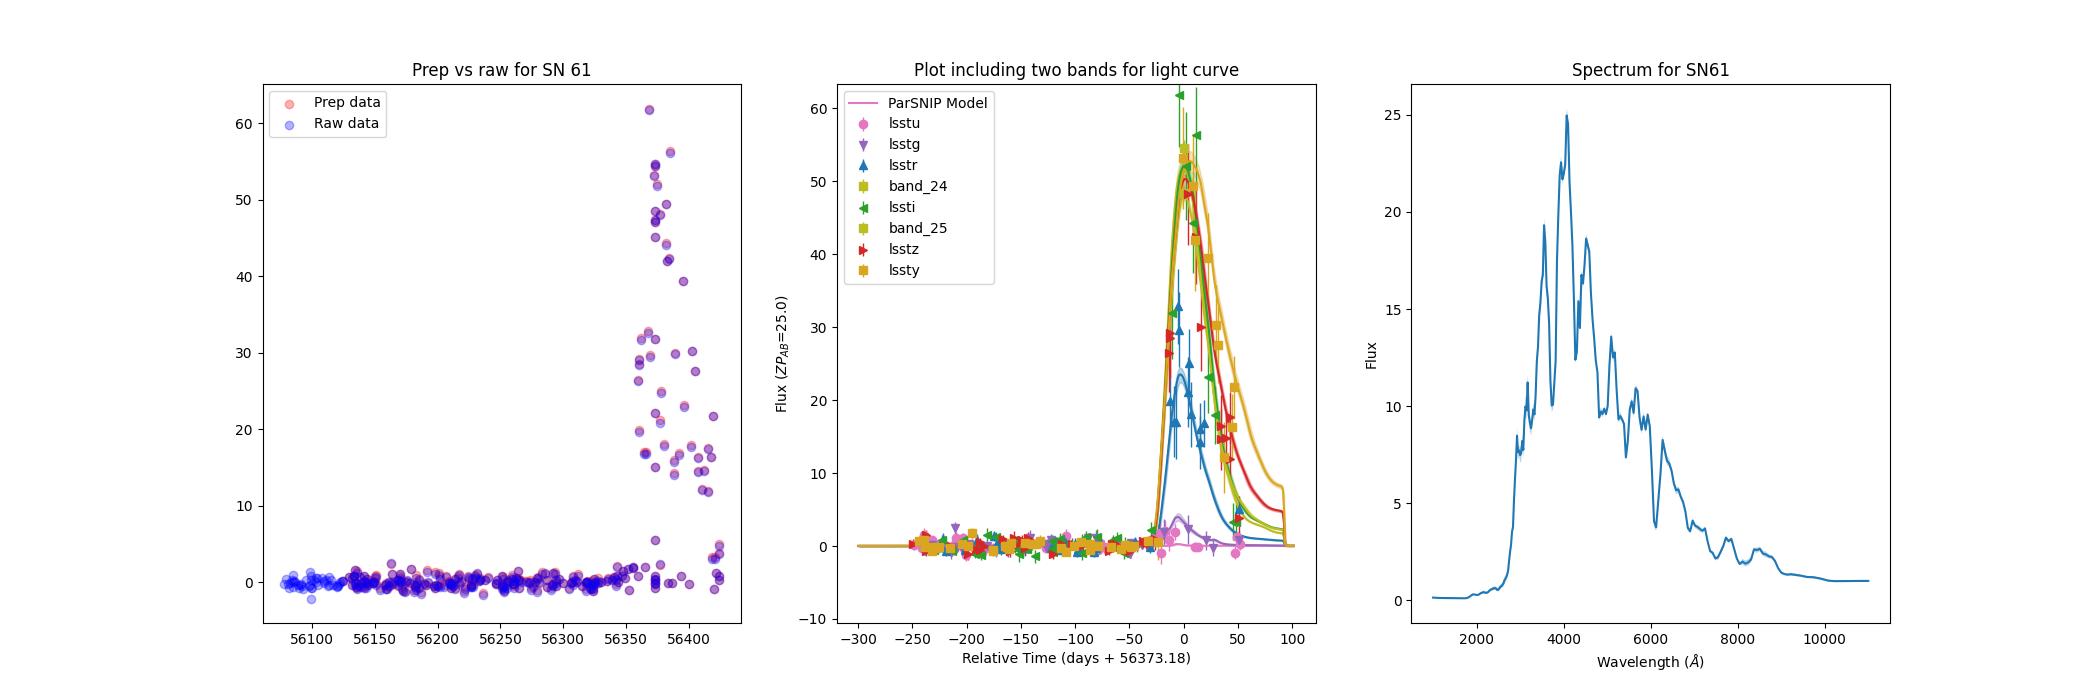 Prep vs raw for SN 61
Prep data
Raw data
60
50
40
30
20
10
0
56100 56150 56200 56250 56300 56350 56400
Plot including two bands for light curve
ParSNIP Model
lsstu
lsstg
lsstr
band_24
lssti
band_25
lsstz
lssty
Flux (ZP_AB=25.0)
60
50
40
30
20
10
0
−10
−300 −250 −200 −150 −100 −50 0 50 100
Relative Time (days + 56373.18)
Spectrum for SN61
Flux
25
20
15
10
5
0
2000 4000 6000 8000 10000
Wavelength (Å)